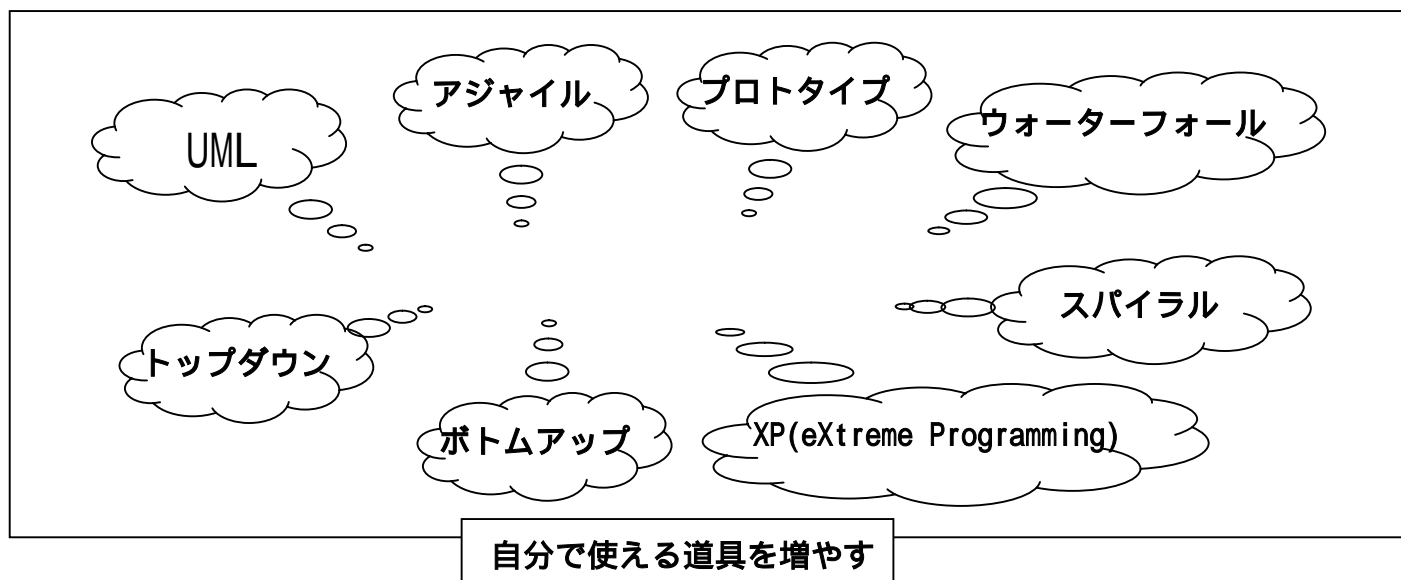 アジャイル
プロトタイプ
ウォーターフォール
UML
スパイラル
トップダウン
ボトムアップ
XP(eXtreme Programming)
自分で使える道具を増やす